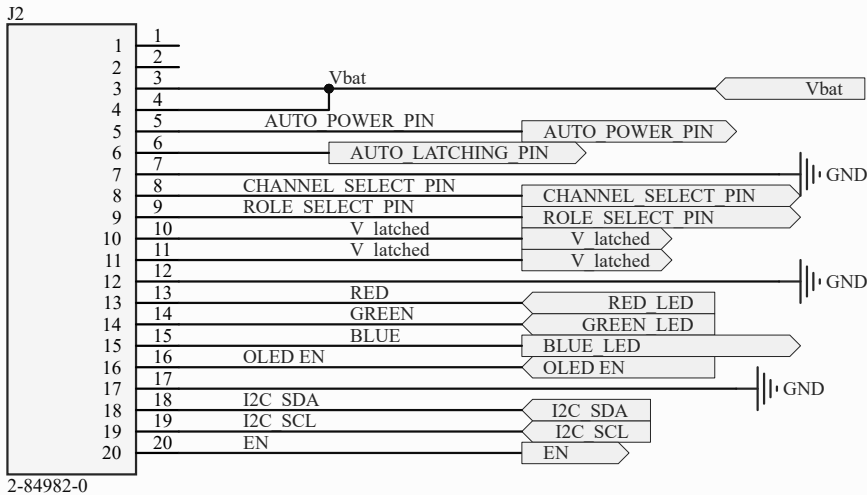 J2
1 1
2 2
3 3 Vbat Vbat
4 4
5 5 AUTO_POWER_PIN AUTO_POWER_PIN
6 6 AUTO_LATCHING_PIN
7 7 GND
8 8 CHANNEL_SELECT_PIN CHANNEL_SELECT_PIN
9 9 ROLE_SELECT_PIN ROLE_SELECT_PIN
10 10 V_latched V_latched
11 11 V_latched V_latched
12 12 GND
13 13 RED RED_LED
14 14 GREEN GREEN_LED
15 15 BLUE BLUE_LED
16 16 OLED EN OLED EN
17 17 GND
18 18 I2C_SDA I2C_SDA
19 19 I2C_SCL I2C_SCL
20 20 EN EN
2-84982-0